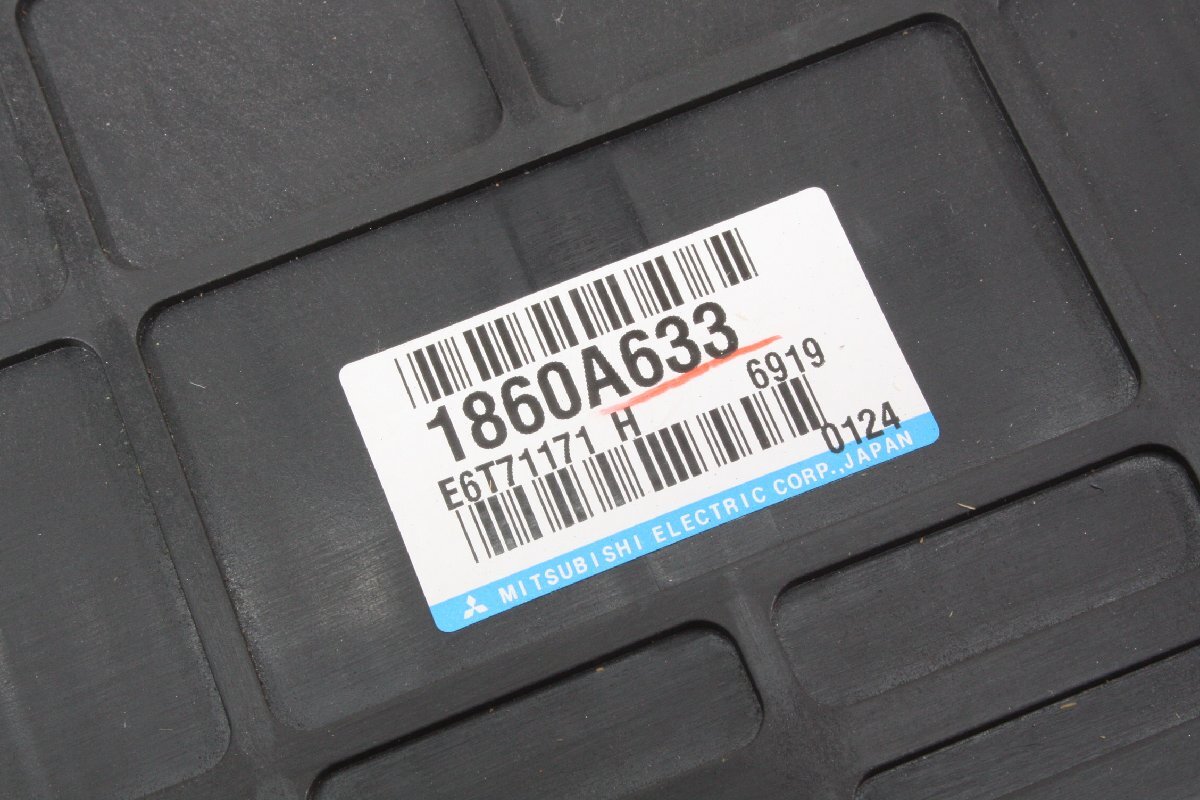 1860A633
6919
E6T71171 H
0124
MITSUBISHI ELECTRIC CORP.,JAPAN